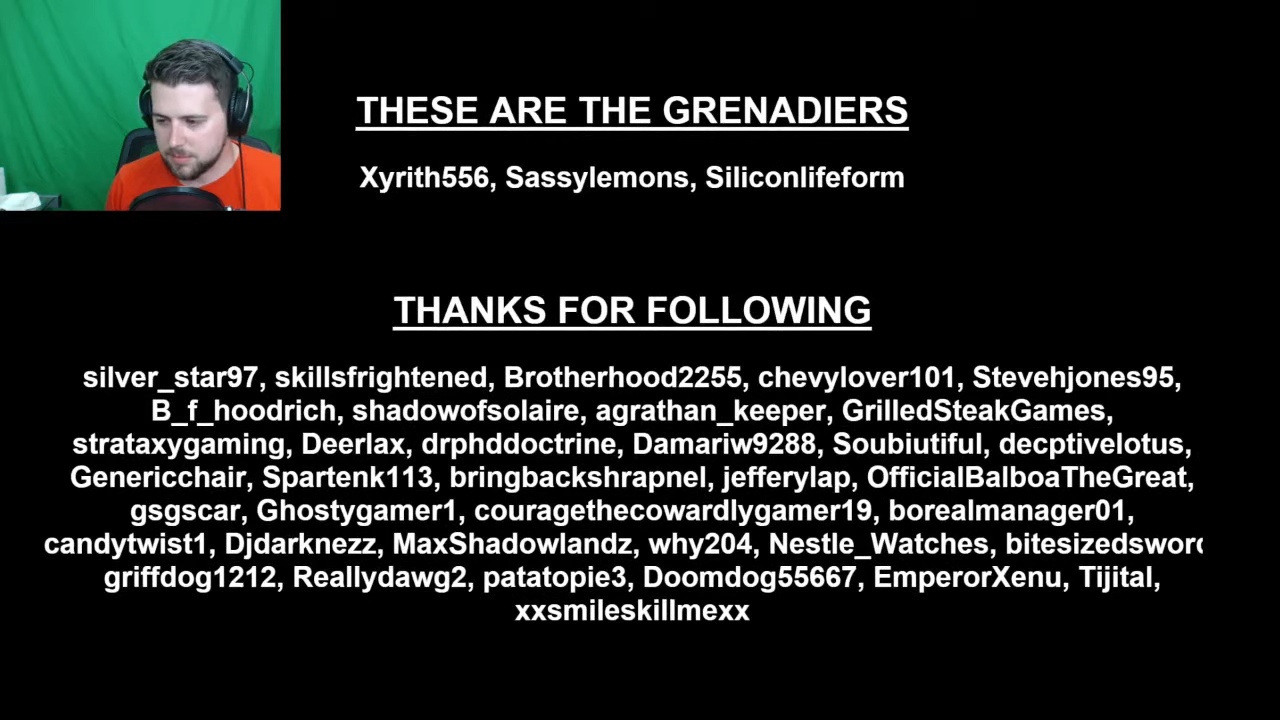 THESE ARE THE GRENADIERS
Xyrith556, Sassylemons, Siliconlifeform
THANKS FOR FOLLOWING
silver_star97, skillsfrightened, Brotherhood2255, chevylover101, Stevehjones95,
B_f_hoodrich, shadowofsolaire, agrathan_keeper, GrilledSteakGames,
strataxygaming, Deerlax, drphddoctrine, Damariw9288, Soubiutiful, decptivelotus,
Genericchair, Spartenk113, bringbackshrapnel, jefferylap, OfficialBalboaTheGreat,
gsgscar, Ghostygamer1, couragethecowardlygamer19, borealmanager01,
candytwist1, Djdarknezz, MaxShadowlandz, why204, Nestle_Watches,
griffdog1212, Reallydawg2, patatopie3, Doomdog55667, EmperorXenu, Tijital,
xxsmileskillmexx